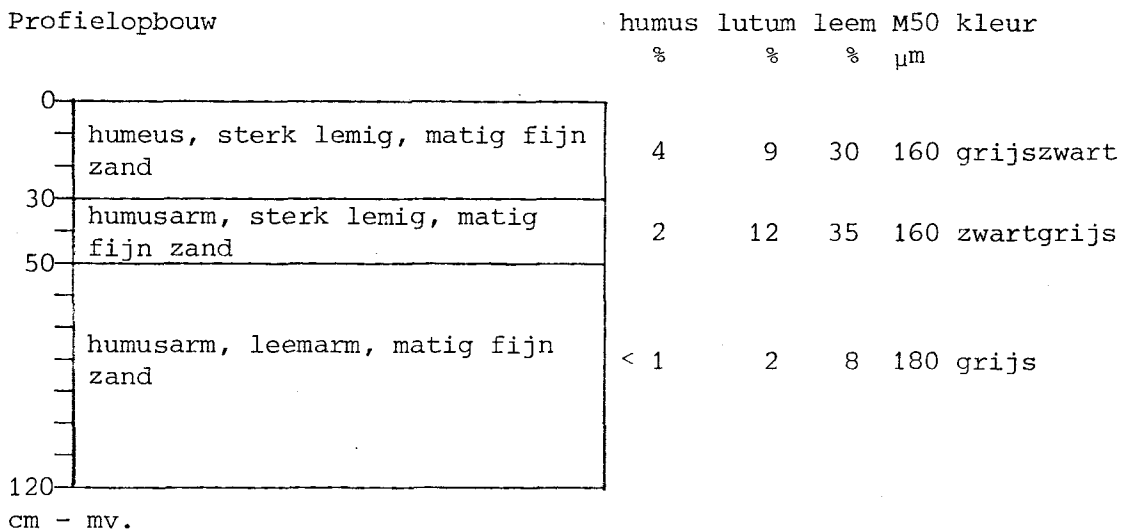 Profielopbouw humus lutum leem M50 kleur
% % % µm
0
humeus, sterk lemig, matig fijn
zand
4 9 30 160 grijszwart
30
humusarm, sterk lemig, matig
fijn zand
2 12 35 160 zwartgrijs
50
humusarm, leemarm, matig fijn
zand
< 1 2 8 180 grijs
120
cm - mv.